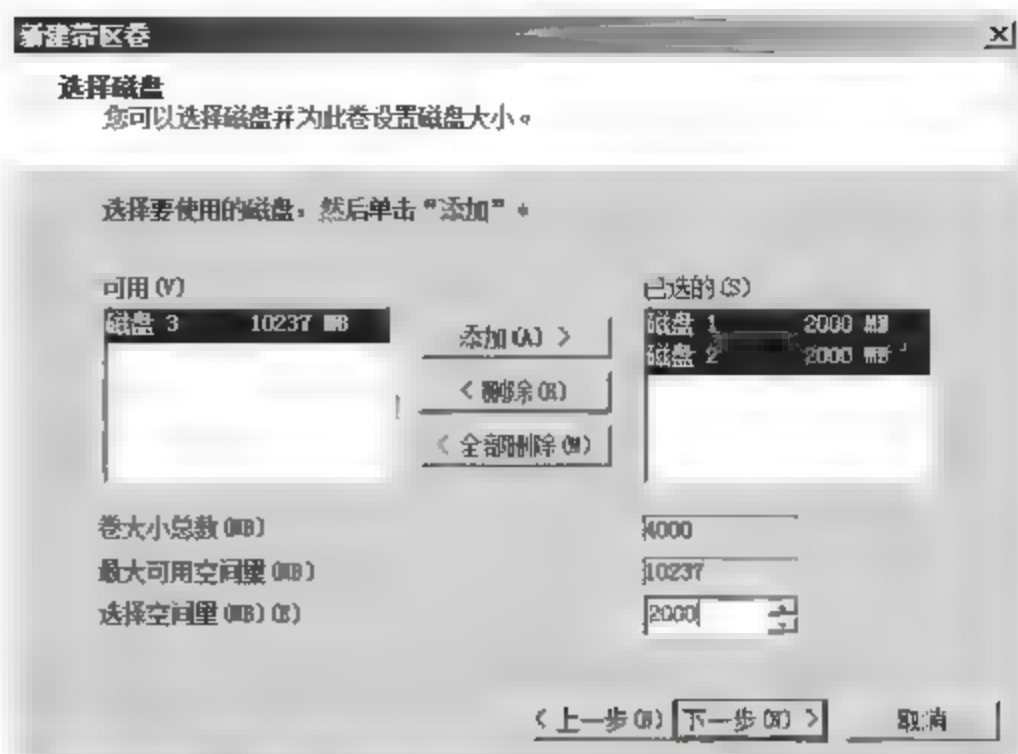 新建带区卷
选择磁盘
您可以选择磁盘并为此卷设置磁盘大小。
选择要使用的磁盘，然后单击“添加”。
可用(V)
磁盘 3 10237 MB
添加(A) >
< 删除(R)
< 全部删除(M)
已选的(S)
磁盘 1 2000 MB
磁盘 2 2000 MB
卷大小总数(MB) 4000
最大可用空间量(MB) 10237
选择空间量(MB)(E) 2000
< 上一步(B) 下一步(N) > 取消